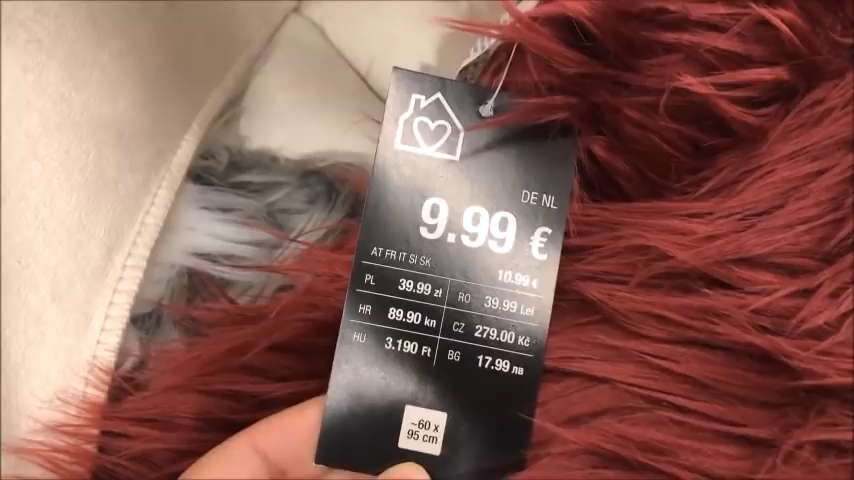 DE NL
9.99 €
AT FR IT SI SK 10.99 €
PL 39.99 zł RO 39.99 Lei
HR 89.90 kn CZ 279.00 Kč
HU 3.190 Ft BG 17.99 лв
~60 x
95 cm